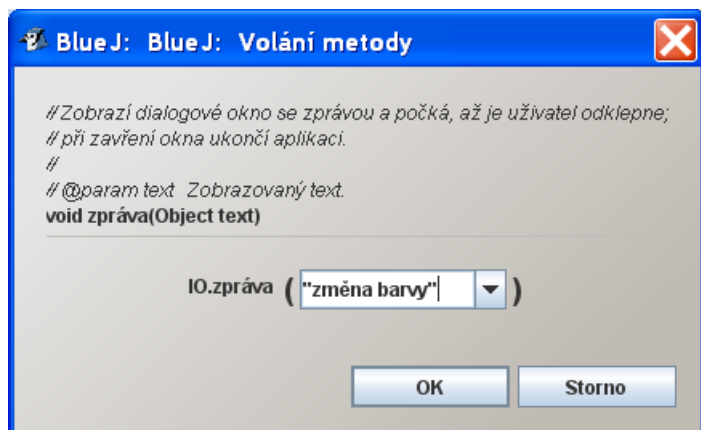 BlueJ: BlueJ: Volání metody
// Zobrazí dialogové okno se zprávou a počká, až je uživatel odklepne;
// při zavření okna ukončí aplikaci.
//
// @param text  Zobrazovaný text.
void zpráva(Object text)
IO.zpráva ( "změna barvy" )
OK Storno